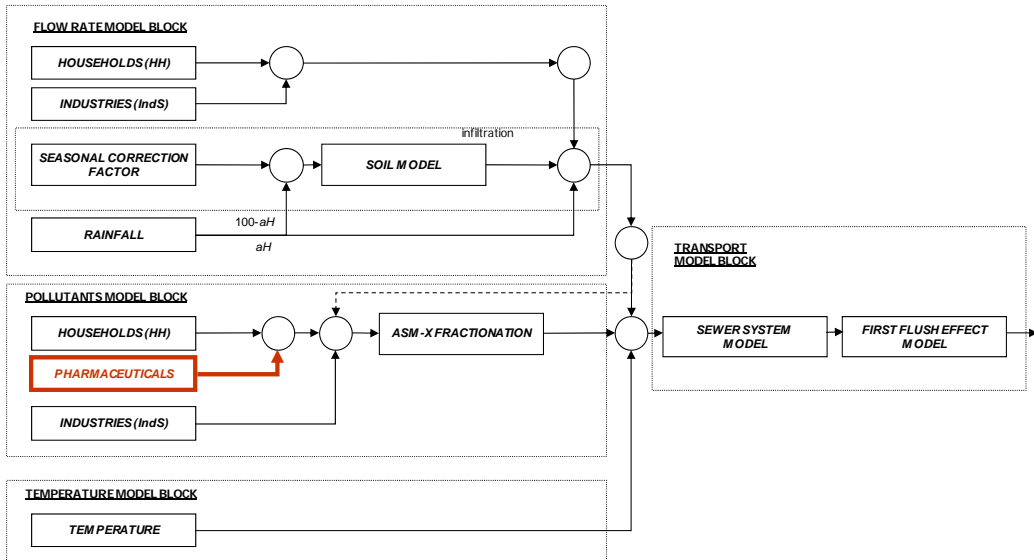 FLOW RATE MODEL BLOCK
HOUSEHOLDS (HH)
INDUSTRIES (IndS)
infiltration
SEASONAL CORRECTION
FACTOR
SOIL MODEL
100-aH
RAINFALL
aH
TRANSPORT
MODEL BLOCK
POLLUTANTS MODEL BLOCK
HOUSEHOLDS (HH)
ASM-X FRACTIONATION
SEWER SYSTEM
MODEL
FIRST FLUSH EFFECT
MODEL
PHARMACEUTICALS
INDUSTRIES (IndS)
TEMPERATURE MODEL BLOCK
TEMPERATURE